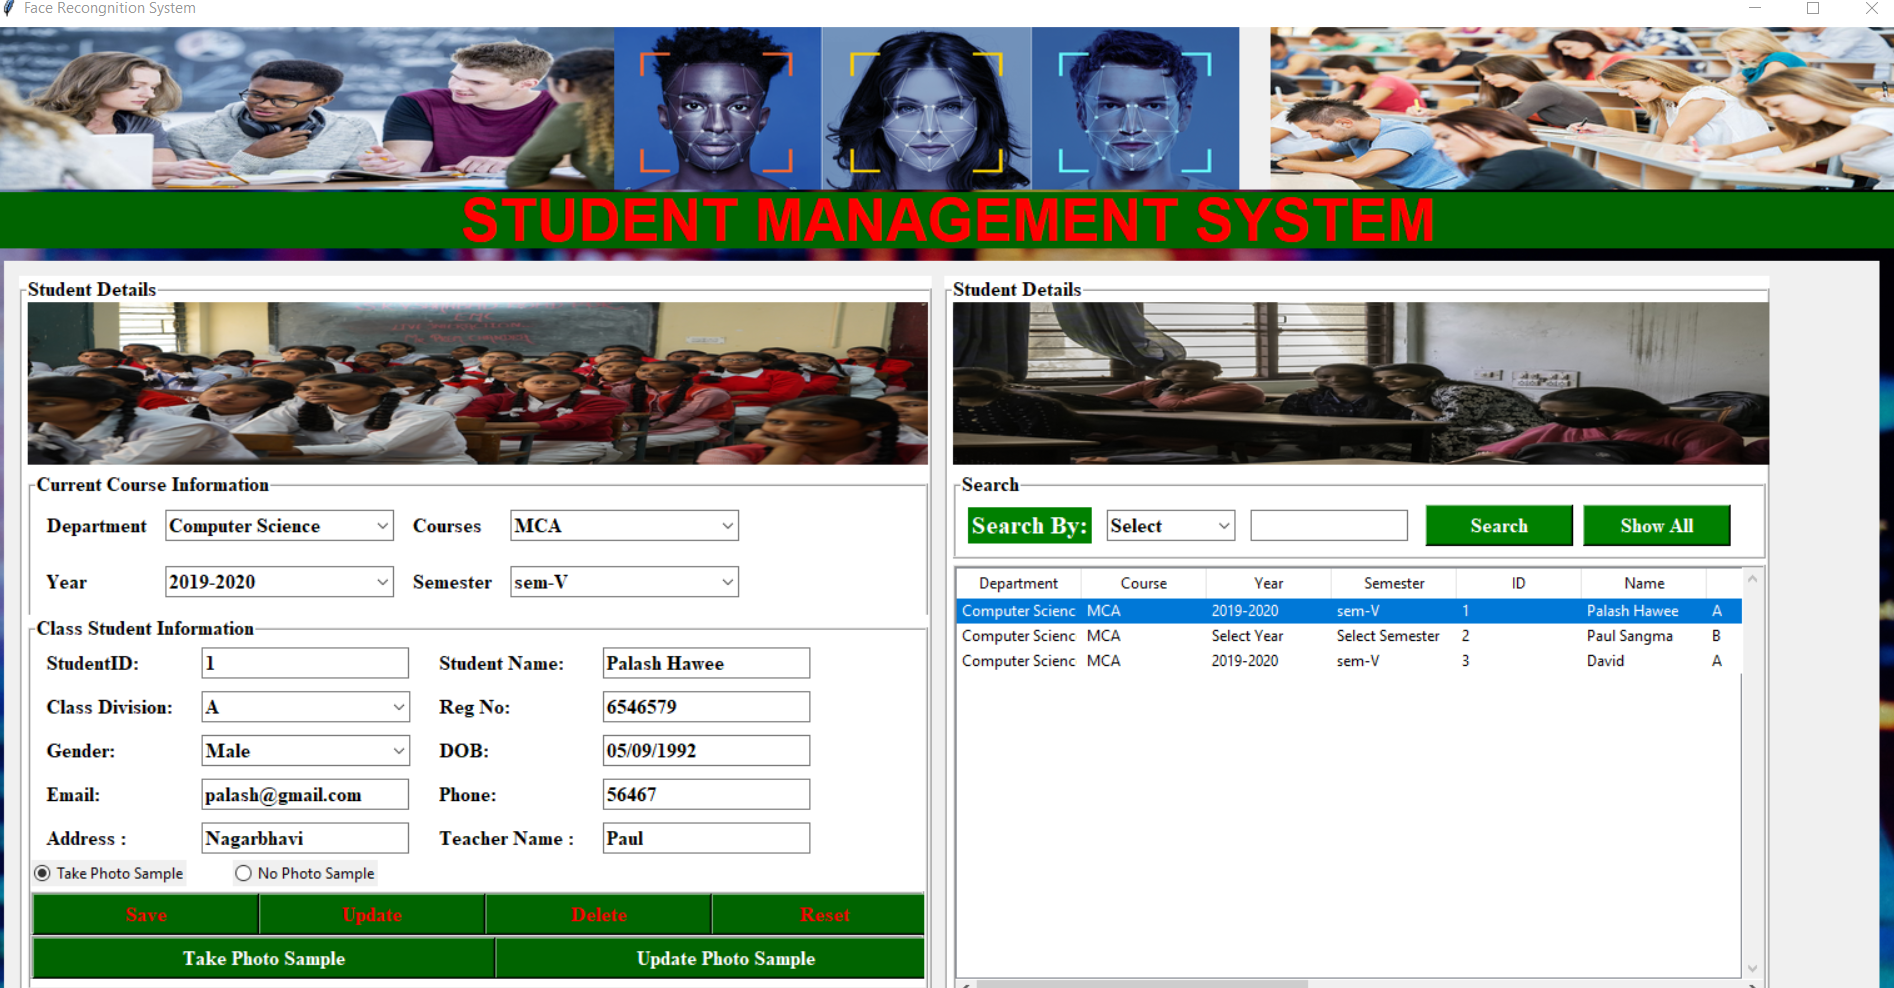 Face Recongnition System
STUDENT MANAGEMENT SYSTEM
Student Details
Current Course Information
Department Computer Science Courses MCA
Year 2019-2020 Semester sem-V
Class Student Information
StudentID: 1 Student Name: Palash Hawee
Class Division: A Reg No: 6546579
Gender: Male DOB: 05/09/1992
Email: palash@gmail.com Phone: 56467
Address : Nagarbhavi Teacher Name : Paul
Take Photo Sample No Photo Sample
Save Update Delete Reset
Take Photo Sample Update Photo Sample
Student Details
Search
Search By: Select Search Show All
Department Course Year Semester ID Name
Computer Scienc MCA 2019-2020 sem-V 1 Palash Hawee A
Computer Scienc MCA Select Year Select Semester 2 Paul Sangma B
Computer Scienc MCA 2019-2020 sem-V 3 David A